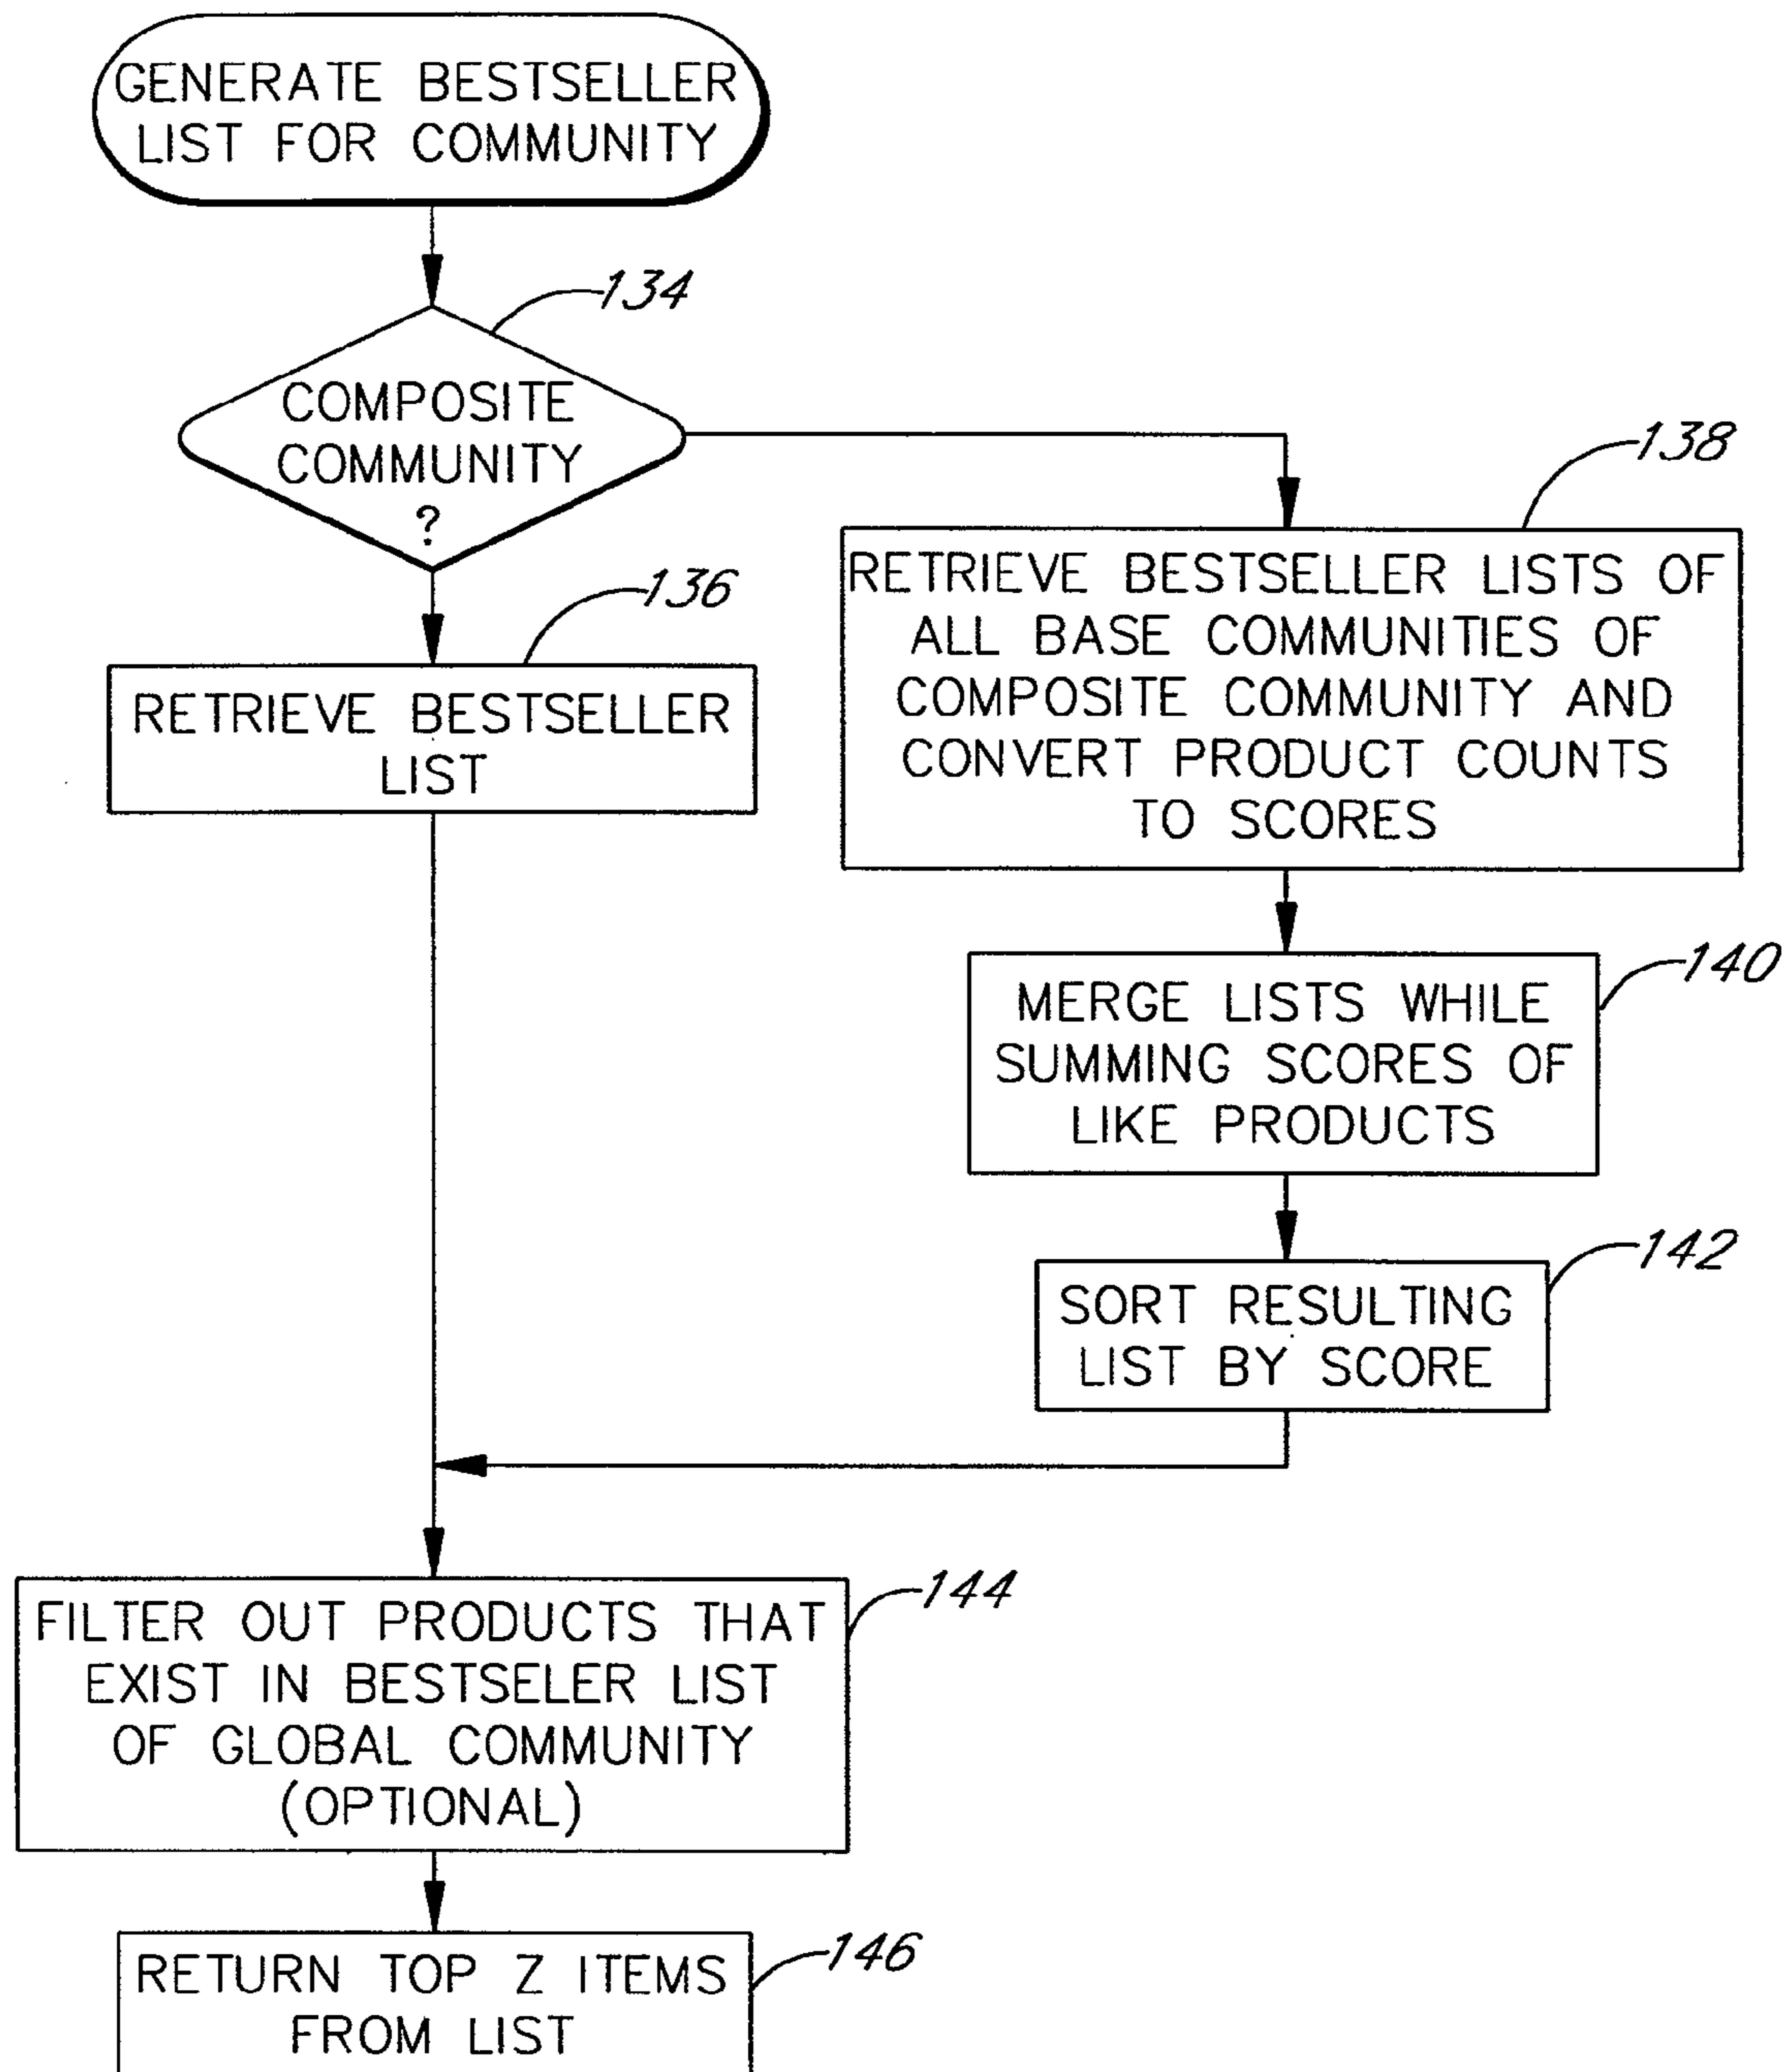 GENERATE BESTSELLER
LIST FOR COMMUNITY
134
COMPOSITE
COMMUNITY
?
136
RETRIEVE BESTSELLER
LIST
138
RETRIEVE BESTSELLER LISTS OF
ALL BASE COMMUNITIES OF
COMPOSITE COMMUNITY AND
CONVERT PRODUCT COUNTS
TO SCORES
140
MERGE LISTS WHILE
SUMMING SCORES OF
LIKE PRODUCTS
142
SORT RESULTING
LIST BY SCORE
144
FILTER OUT PRODUCTS THAT
EXIST IN BESTSELER LIST
OF GLOBAL COMMUNITY
(OPTIONAL)
146
RETURN TOP Z ITEMS
FROM LIST